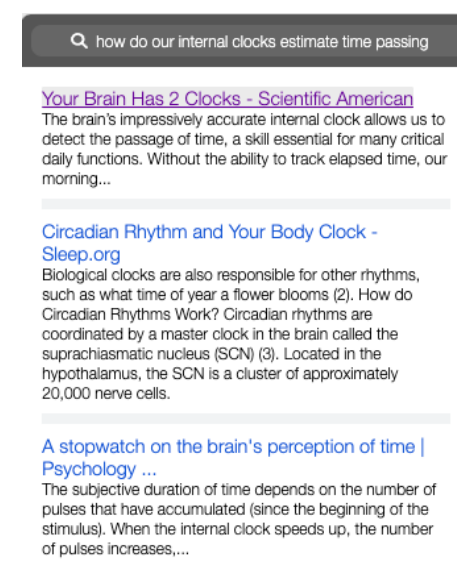 how do our internal clocks estimate time passing
Your Brain Has 2 Clocks - Scientific American
The brain's impressively accurate internal clock allows us to
detect the passage of time, a skill essential for many critical
daily functions. Without the ability to track elapsed time, our
morning...
Circadian Rhythm and Your Body Clock -
Sleep.org
Biological clocks are also responsible for other rhythms,
such as what time of year a flower blooms (2). How do
Circadian Rhythms Work? Circadian rhythms are
coordinated by a master clock in the brain called the
suprachiasmatic nucleus (SCN) (3). Located in the
hypothalamus, the SCN is a cluster of approximately
20,000 nerve cells.
A stopwatch on the brain's perception of time |
Psychology ...
The subjective duration of time depends on the number of
pulses that have accumulated (since the beginning of the
stimulus). When the internal clock speeds up, the number
of pulses increases,...